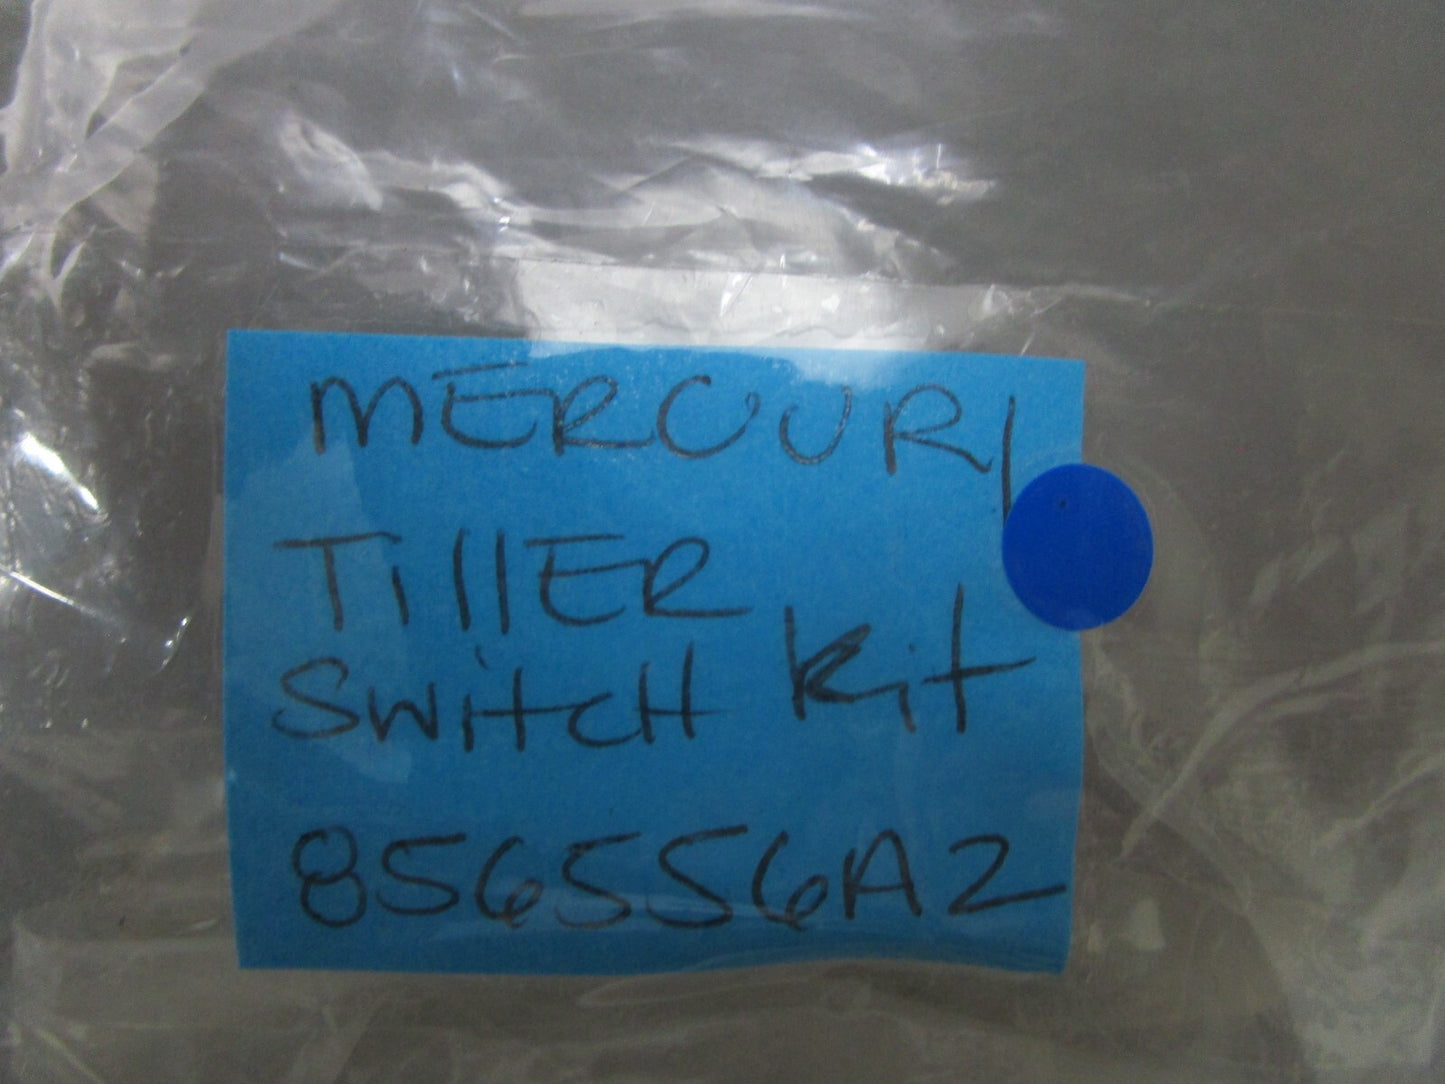 MERCURY
TillER
SwitcH Kit
856556A2